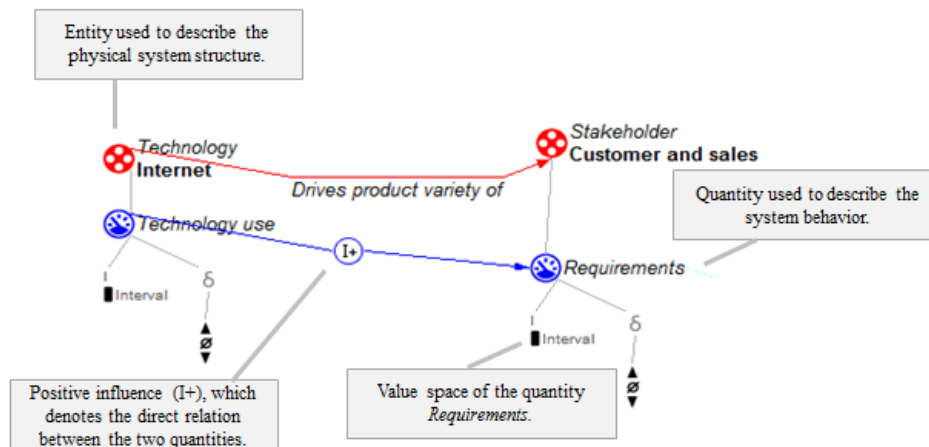 Entity used to describe the
physical system structure.
Technology
Internet
Stakeholder
Customer and sales
Drives product variety of
Quantity used to describe the
system behavior.
Technology use
I+
Requirements
I
Interval
δ
I
Interval
δ
Positive influence (I+), which
denotes the direct relation
between the two quantities.
Value space of the quantity
Requirements.